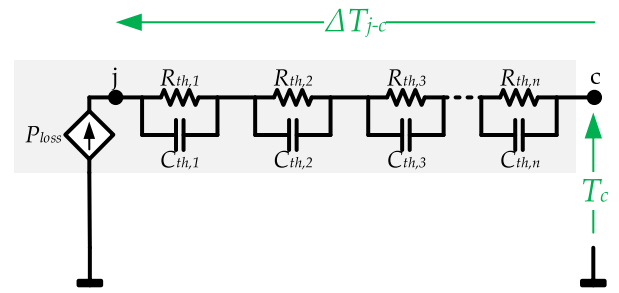 ΔTj-c
j
Rth,1
Rth,2
Rth,3
Rth,n
c
Ploss
Cth,1
Cth,2
Cth,3
Cth,n
Tc